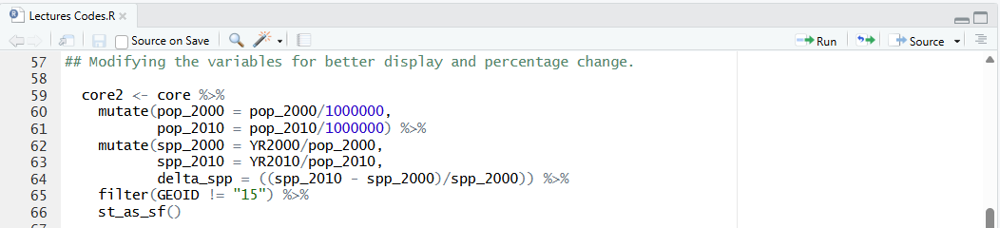 Lectures Codes.R
Source on Save
Run
Source
57 ## Modifying the variables for better display and percentage change.
58
59 core2 <- core %>%
60 mutate(pop_2000 = pop_2000/1000000,
61 pop_2010 = pop_2010/1000000) %>%
62 mutate(spp_2000 = YR2000/pop_2000,
63 spp_2010 = YR2010/pop_2010,
64 delta_spp = ((spp_2010 - spp_2000)/spp_2000)) %>%
65 filter(GEOID != "15") %>%
66 st_as_sf()